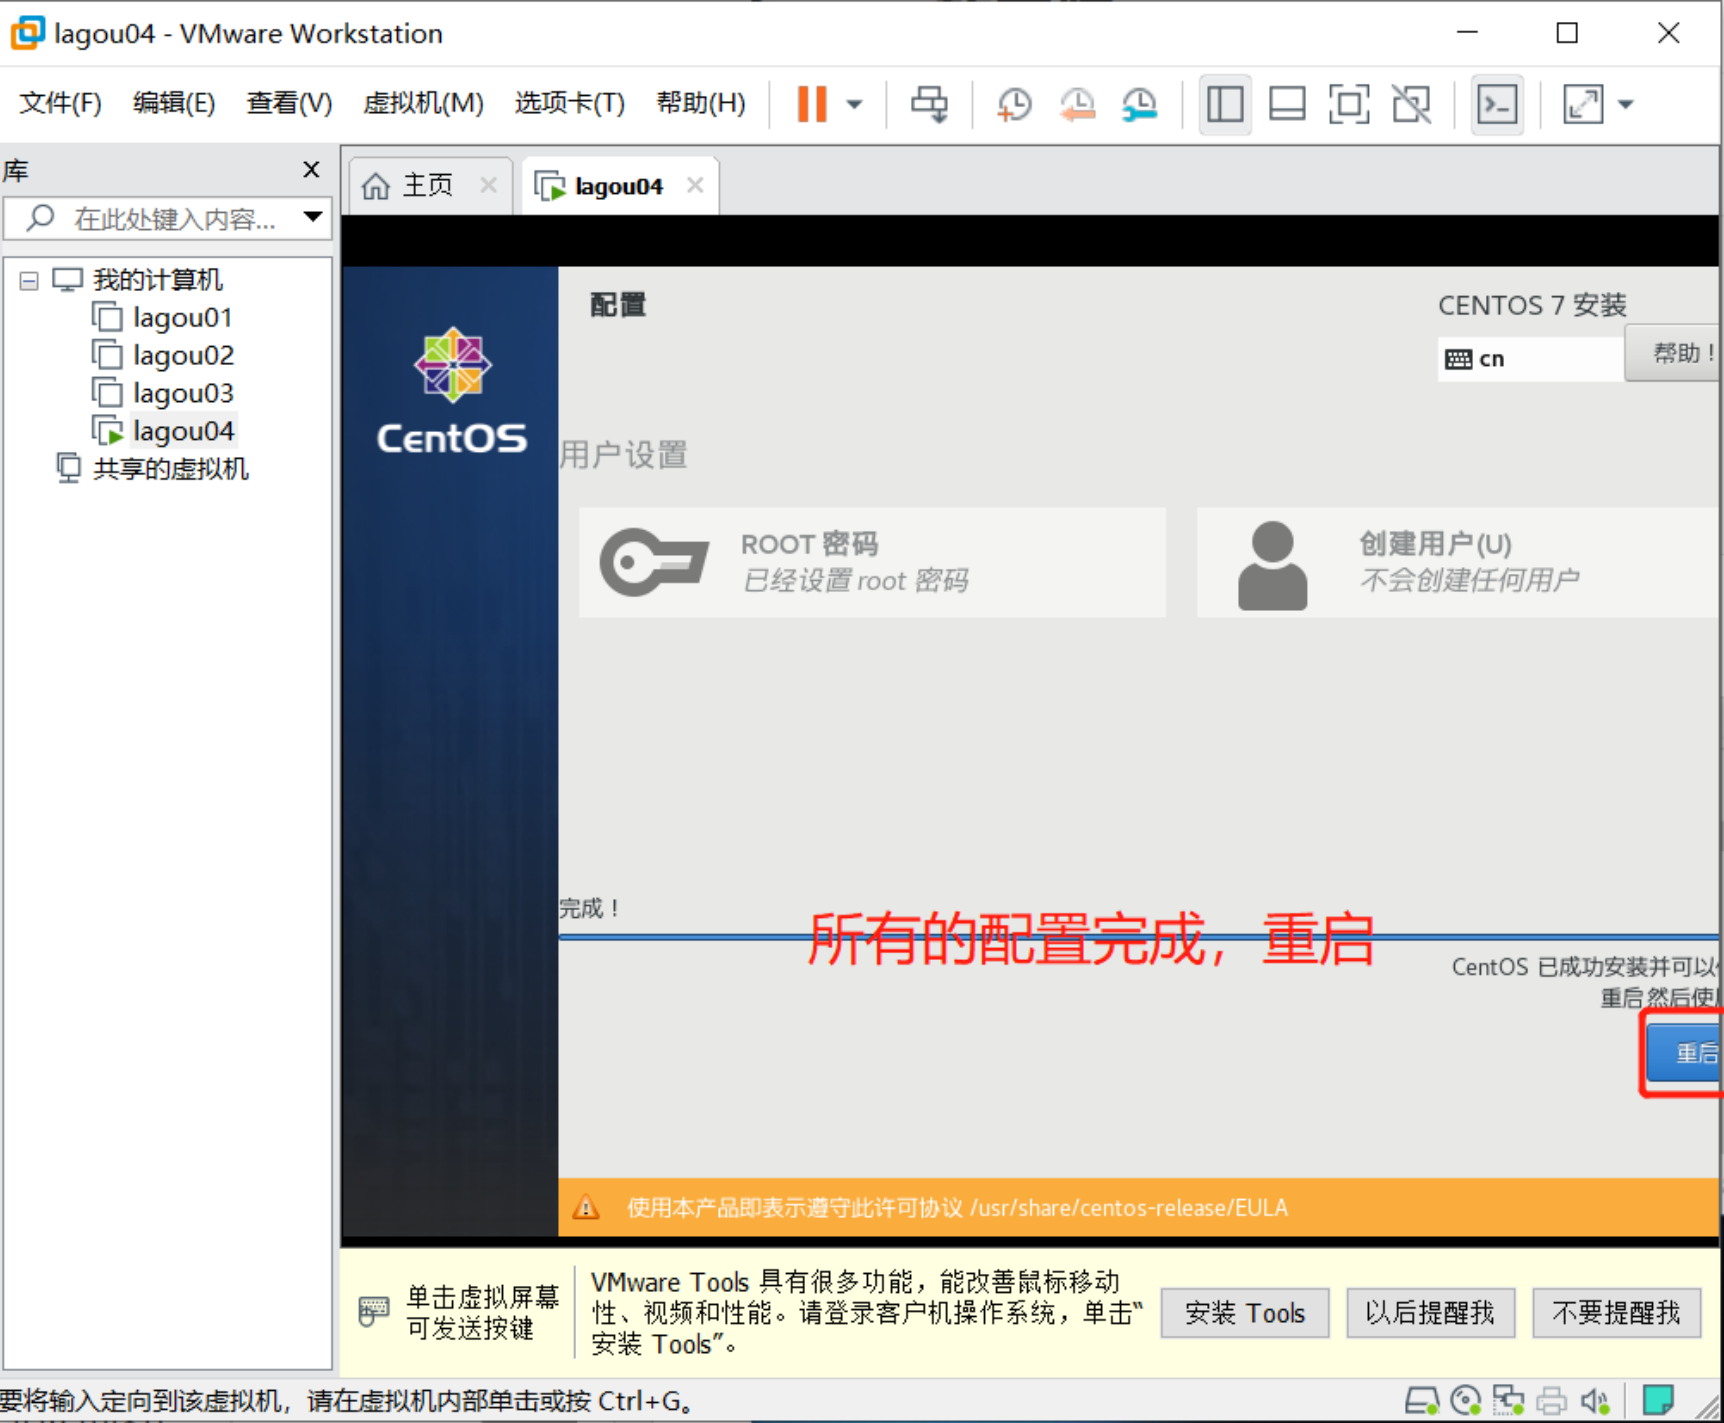 lagou04 - VMware Workstation
文件(F) 编辑(E) 查看(V) 虚拟机(M) 选项卡(T) 帮助(H)
库
在此处键入内容...
我的计算机
lagou01
lagou02
lagou03
lagou04
共享的虚拟机
主页
lagou04
CentOS
配置
CENTOS 7 安装
cn
帮助！
用户设置
ROOT 密码
已经设置 root 密码
创建用户(U)
不会创建任何用户
完成！
所有的配置完成，重启
CentOS 已成功安装并可以
重启然后使
重启
使用本产品即表示遵守此许可协议 /usr/share/centos-release/EULA
单击虚拟屏幕
可发送按键
VMware Tools 具有很多功能，能改善鼠标移动
性、视频和性能。请登录客户机操作系统，单击“
安装 Tools”。
安装 Tools
以后提醒我
不要提醒我
要将输入定向到该虚拟机，请在虚拟机内部单击或按 Ctrl+G。